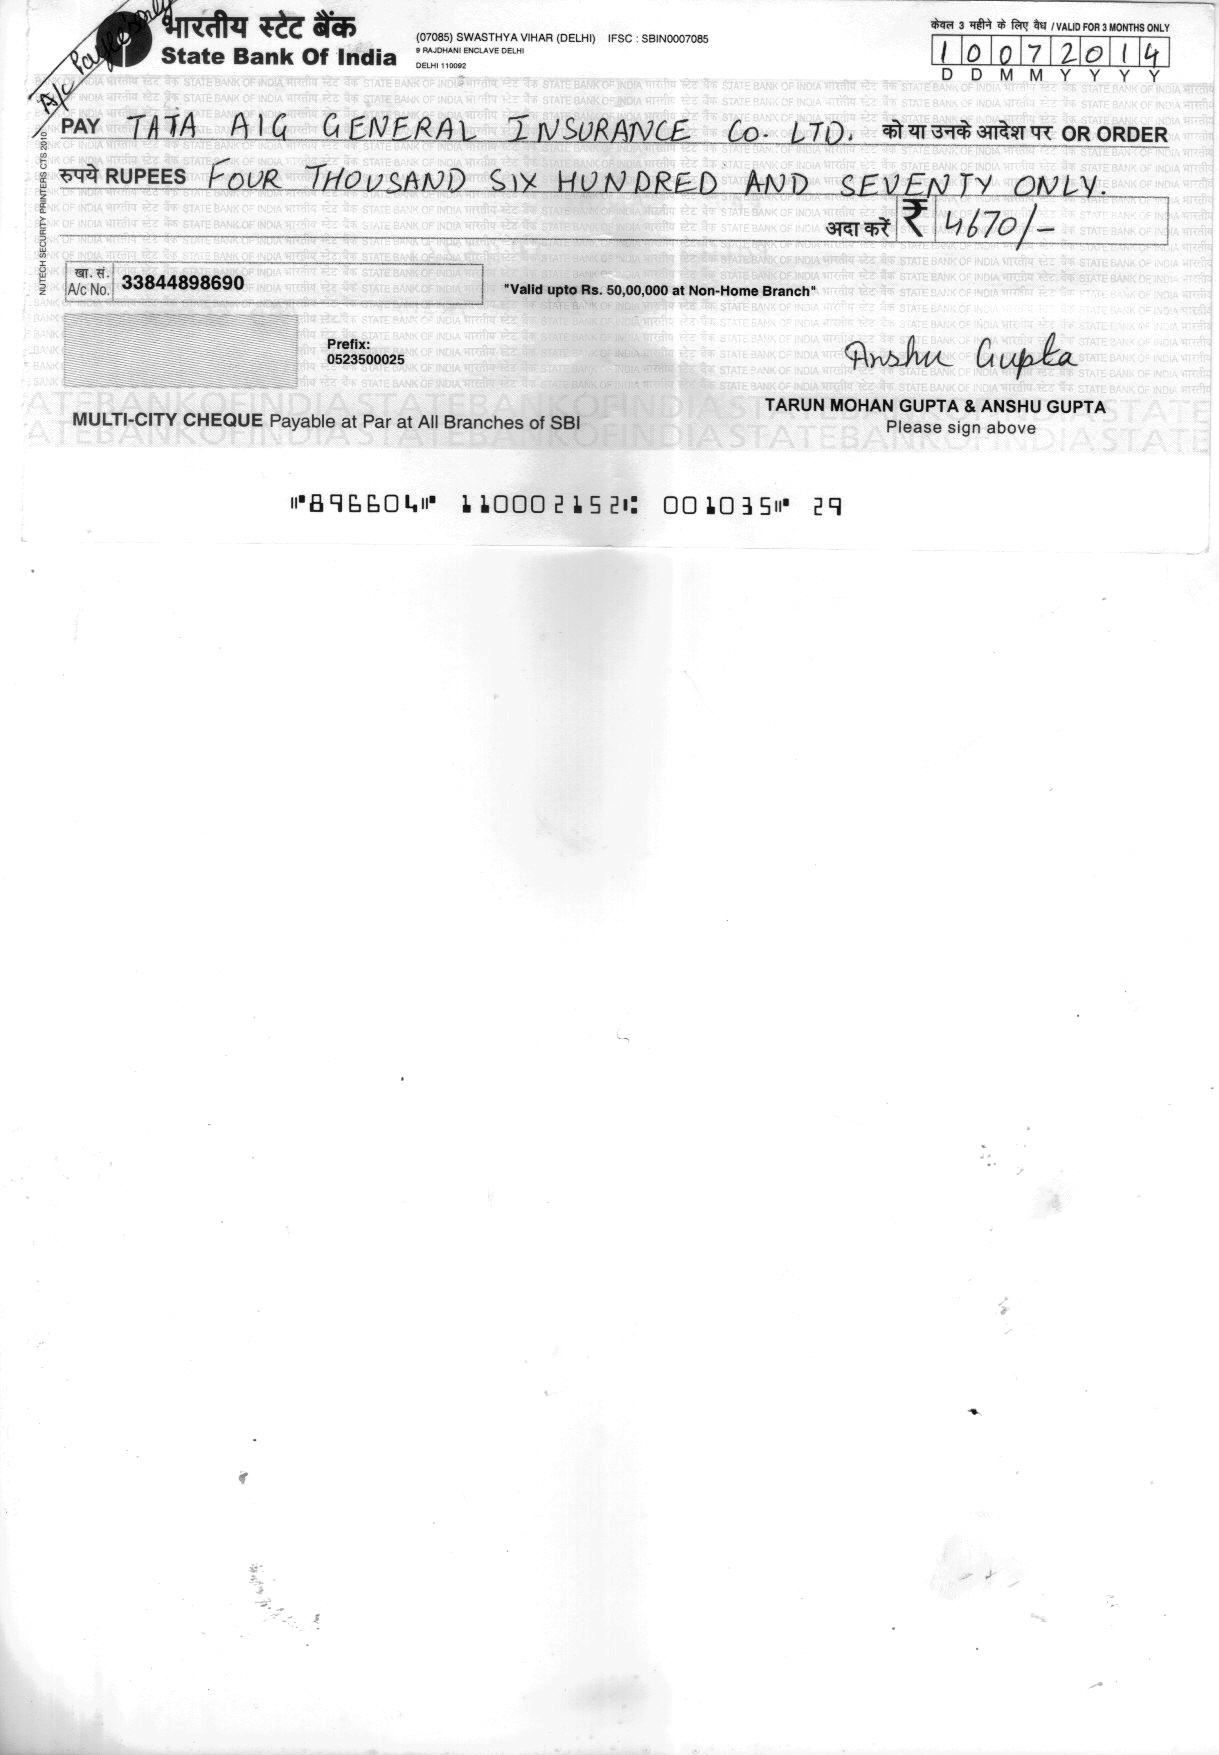 A/c Payees only
भारतीय स्टेट बैंक
State Bank Of India
(07085) SWASTHYA VIHAR (DELHI) IFSC : SBIN0007085
9 RAJDHANI ENCLAVE DELHI
DELHI 110092
केवल 3 महीने के लिए वैध / VALID FOR 3 MONTHS ONLY
1 0 0 7 2 0 1 4
D D M M Y Y Y Y
PAY TATA AIG GENERAL INSURANCE Co. LTD. को या उनके आदेश पर OR ORDER
रुपये RUPEES FOUR THOUSAND SIX HUNDRED AND SEVENTY ONLY.
अदा करें ₹ 4670/-
खा. सं.
A/c No. 33844898690
"Valid upto Rs. 50,00,000 at Non-Home Branch"
Prefix:
0523500025
Anshu Gupta
TARUN MOHAN GUPTA & ANSHU GUPTA
Please sign above
MULTI-CITY CHEQUE Payable at Par at All Branches of SBI
NUTECH SECURITY PRINTERS CTS 2010
⑈896604⑈ 110002152⑆ 001035⑈ 29